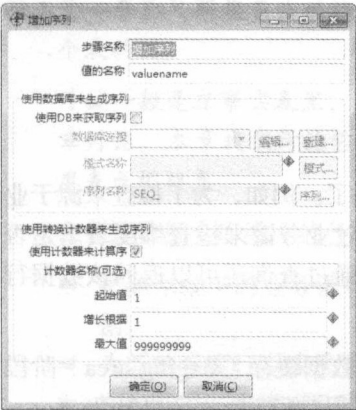 增加序列
步骤名称 增加序列
值的名称 valuename
使用数据库来生成序列
使用DB来获取序列
数据库连接 编辑... 新建...
模式名称 模式...
序列名称 SEQ_ 序列...
使用转换计数器来生成序列
使用计数器来计算序
计数器名称(可选)
起始值 1
增长根据 1
最大值 999999999
确定(O) 取消(C)